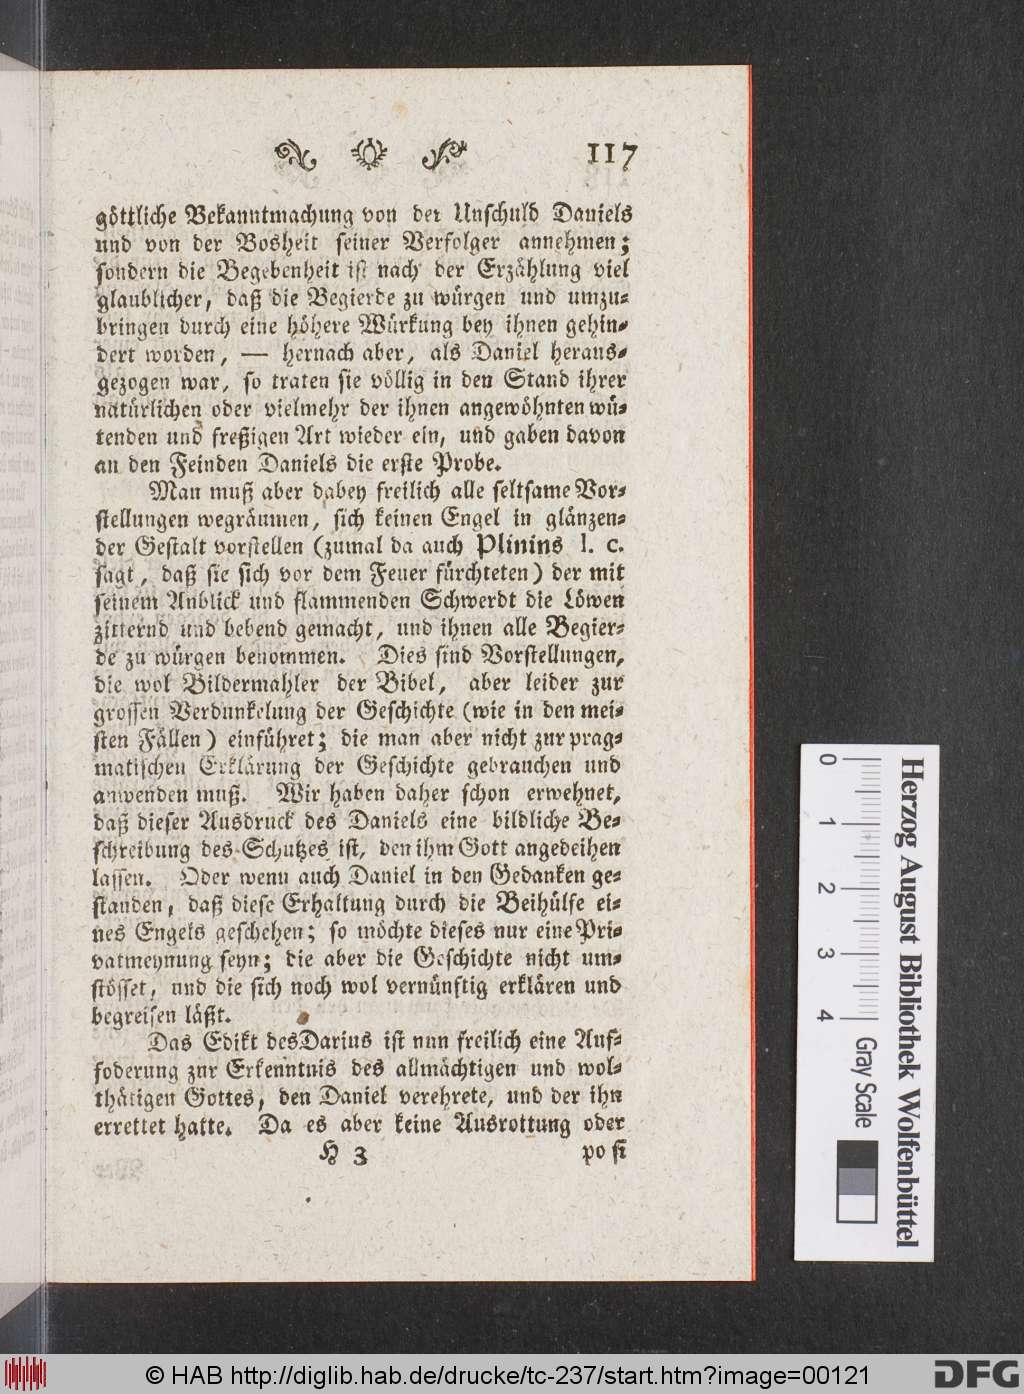 117
göttliche Bekanntmachung von der Unschuld Daniels
und von der Bosheit seiner Verfolger annehmen;
sondern die Begebenheit ist nach der Erzählung viel
glaublicher, daß die Begierde zu würgen und umzu-
bringen durch eine höhere Würkung bey ihnen gehin-
dert worden, — hernach aber, als Daniel heraus-
gezogen war, so traten sie völlig in den Stand ihrer
natürlichen oder vielmehr der ihnen angewöhnten wü-
tenden und freßigen Art wieder ein, und gaben davon
an den Feinden Daniels die erste Probe.
Man muß aber dabey freilich alle seltsame Vor-
stellungen wegräumen, sich keinen Engel in glänzen-
der Gestalt vorstellen (zumal da auch Plinins l. c.
sagt, daß sie sich vor dem Feuer fürchteten) der mit
seinem Anblick und flammenden Schwerdt die Löwen
zitternd und bebend gemacht, und ihnen alle Begier-
de zu würgen benommen. Dies sind Vorstellungen,
die wol Bildermahler der Bibel, aber leider zur
grossen Verdunkelung der Geschichte (wie in den mei-
sten Fällen) einführet; die man aber nicht zur prag-
matischen Erklärung der Geschichte gebrauchen und
anwenden muß. Wir haben daher schon erwehnet,
daß dieser Ausdruck des Daniels eine bildliche Be-
schreibung des Schutzes ist, den ihm Gott angedeihen
lassen. Oder wenn auch Daniel in den Gedanken ge-
standen, daß diese Erhaltung durch die Beihülfe ei-
nes Engels geschehen; so möchte dieses nur eine Pri-
vatmeynung seyn; die aber die Geschichte nicht um-
stösset, und die sich noch wol vernünftig erklären und
begreifen läßt.
Das Edikt des Darius ist nun freilich eine Auf-
foderung zur Erkenntnis des allmächtigen und wol-
thätigen Gottes, den Daniel verehrete, und der ihn
errettet hatte. Da es aber keine Ausrottung oder
H 3 posi
0 1 2 3 4 Gray Scale
Herzog August Bibliothek Wolfenbüttel
© HAB http://diglib.hab.de/drucke/tc-237/start.htm?image=00121
DFG